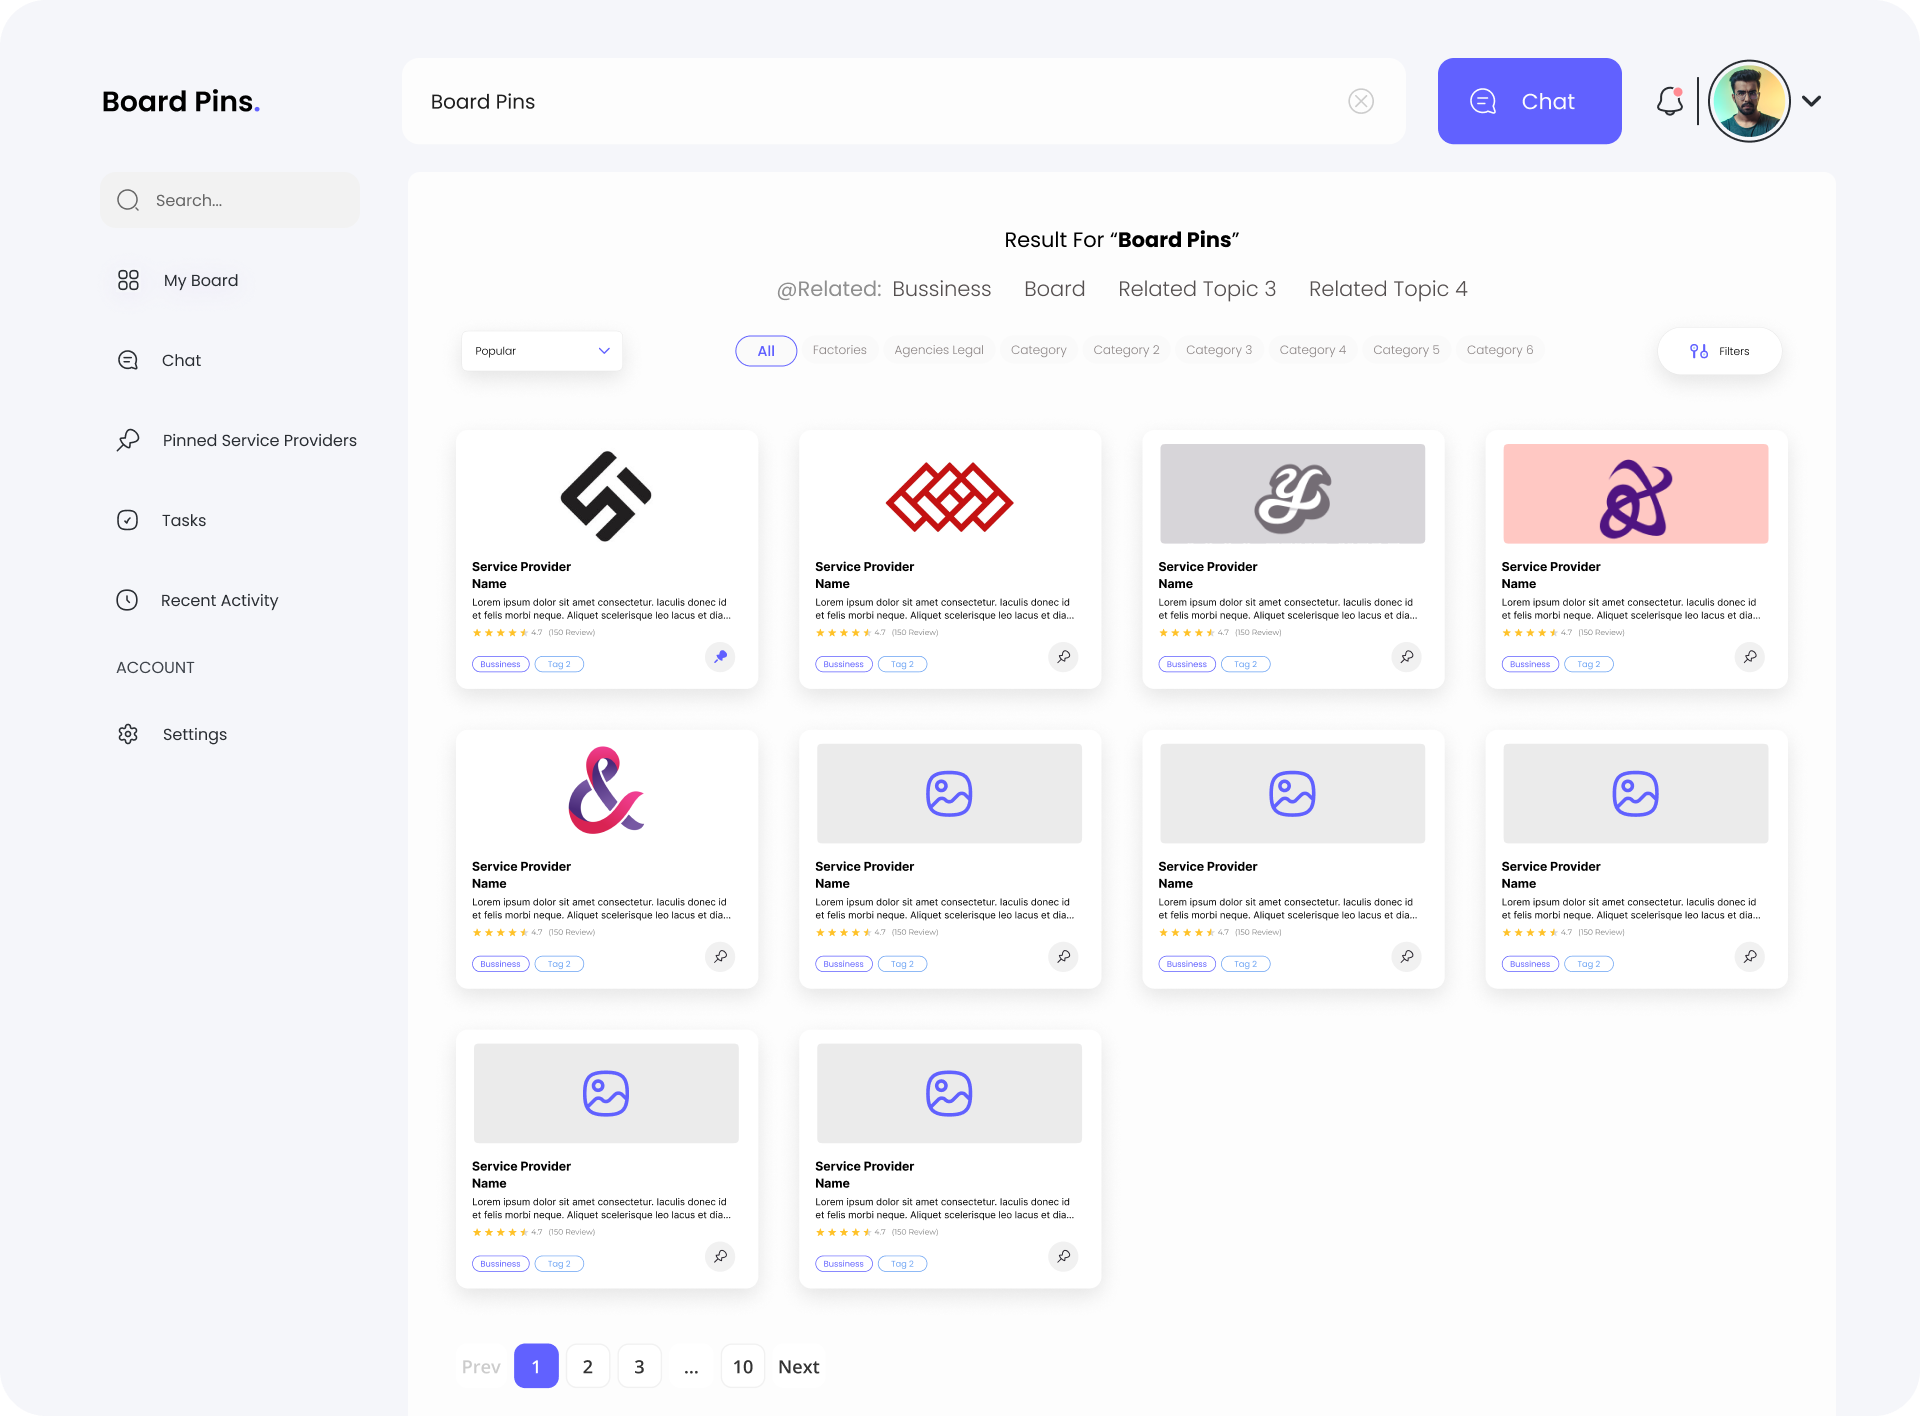 Board Pins.
Board Pins
Chat
Search...
My Board
Chat
Pinned Service Providers
Tasks
Recent Activity
ACCOUNT
Settings
Result For “Board Pins”
@Related: Bussiness Board Related Topic 3 Related Topic 4
Popular
All Factories Agencies Legal Category Category 2 Category 3 Category 4 Category 5 Category 6
Filters
Service Provider
Name
Lorem ipsum dolor sit amet consectetur. Iaculis donec id
et felis morbi neque. Aliquet scelerisque leo lacus et dia...
4.7 (150 Review)
Bussiness Tag 2
Service Provider
Name
Lorem ipsum dolor sit amet consectetur. Iaculis donec id
et felis morbi neque. Aliquet scelerisque leo lacus et dia...
4.7 (150 Review)
Bussiness Tag 2
Service Provider
Name
Lorem ipsum dolor sit amet consectetur. Iaculis donec id
et felis morbi neque. Aliquet scelerisque leo lacus et dia...
4.7 (150 Review)
Bussiness Tag 2
Service Provider
Name
Lorem ipsum dolor sit amet consectetur. Iaculis donec id
et felis morbi neque. Aliquet scelerisque leo lacus et dia...
4.7 (150 Review)
Bussiness Tag 2
Service Provider
Name
Lorem ipsum dolor sit amet consectetur. Iaculis donec id
et felis morbi neque. Aliquet scelerisque leo lacus et dia...
4.7 (150 Review)
Bussiness Tag 2
Service Provider
Name
Lorem ipsum dolor sit amet consectetur. Iaculis donec id
et felis morbi neque. Aliquet scelerisque leo lacus et dia...
4.7 (150 Review)
Bussiness Tag 2
Service Provider
Name
Lorem ipsum dolor sit amet consectetur. Iaculis donec id
et felis morbi neque. Aliquet scelerisque leo lacus et dia...
4.7 (150 Review)
Bussiness Tag 2
Service Provider
Name
Lorem ipsum dolor sit amet consectetur. Iaculis donec id
et felis morbi neque. Aliquet scelerisque leo lacus et dia...
4.7 (150 Review)
Bussiness Tag 2
Service Provider
Name
Lorem ipsum dolor sit amet consectetur. Iaculis donec id
et felis morbi neque. Aliquet scelerisque leo lacus et dia...
4.7 (150 Review)
Bussiness Tag 2
Service Provider
Name
Lorem ipsum dolor sit amet consectetur. Iaculis donec id
et felis morbi neque. Aliquet scelerisque leo lacus et dia...
4.7 (150 Review)
Bussiness Tag 2
Prev 1 2 3 ... 10 Next